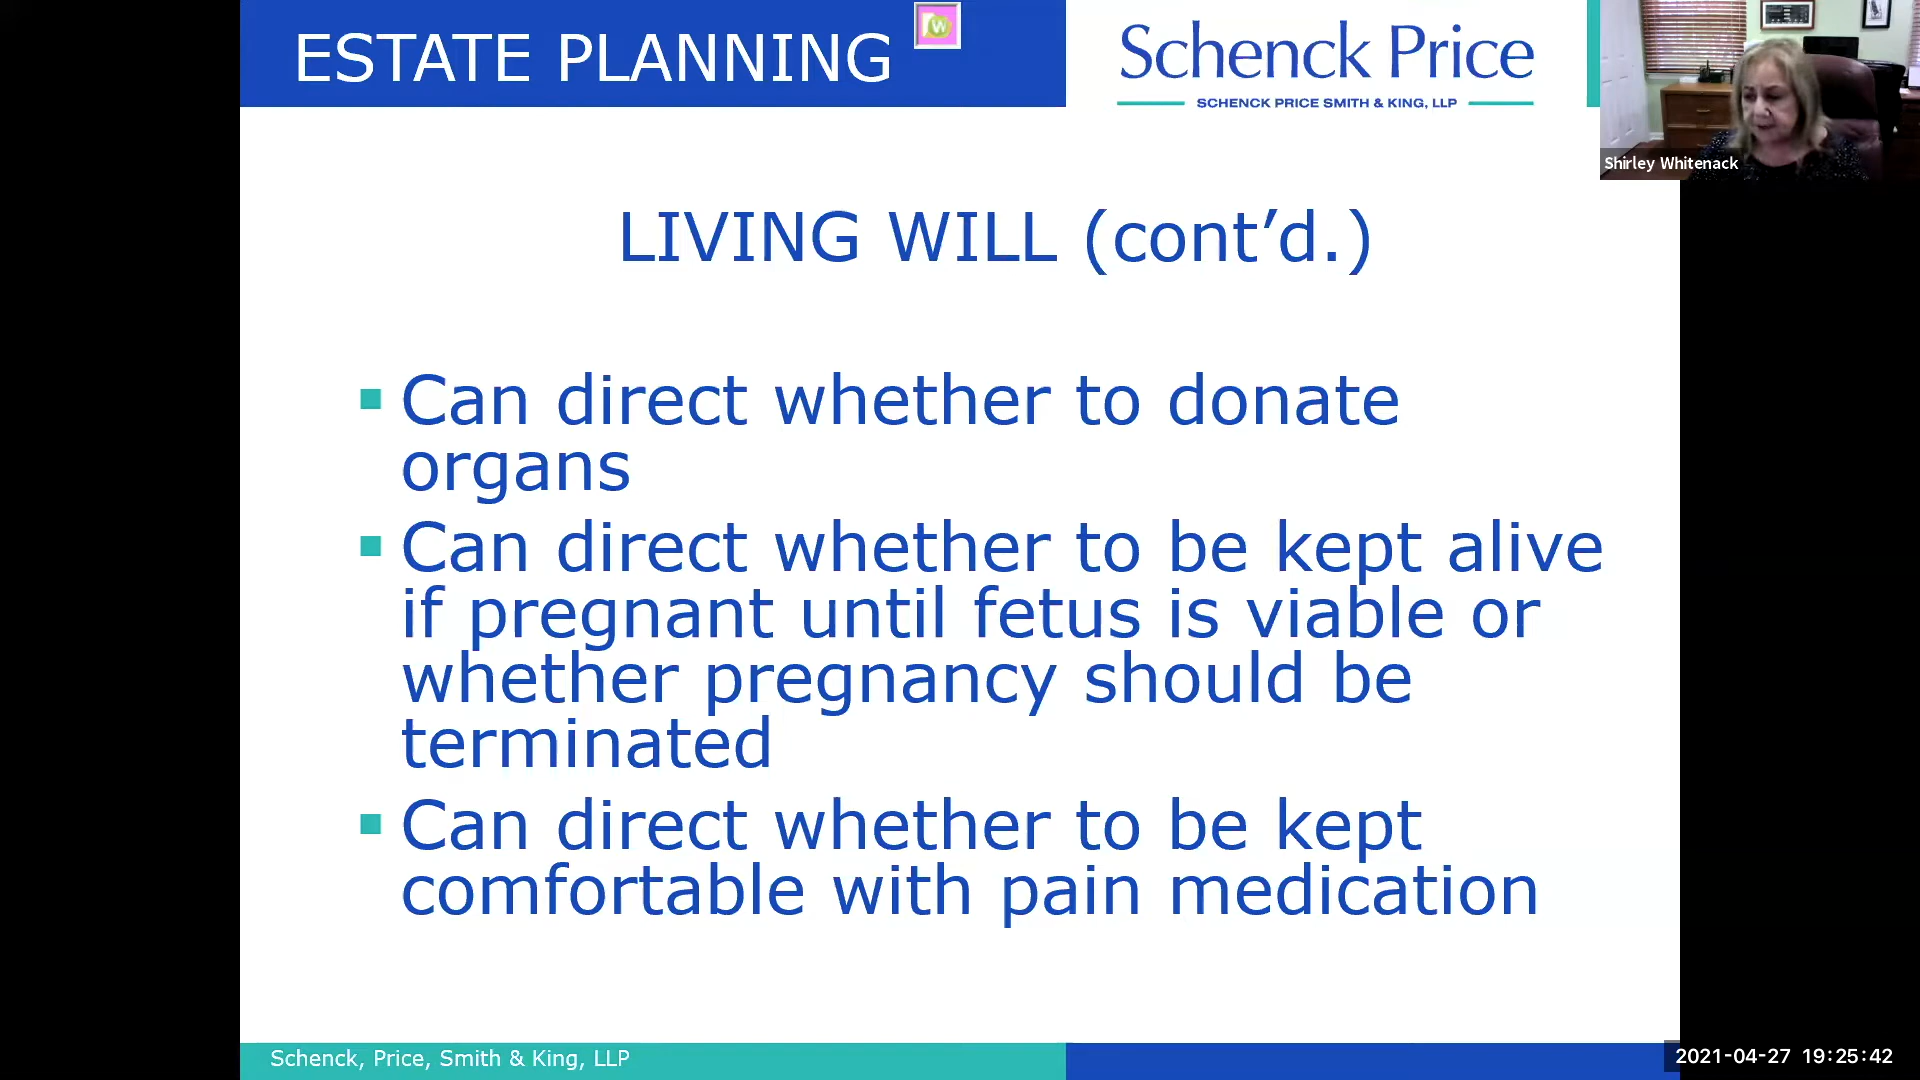 ESTATE PLANNING
W
Schenck Price
SCHENCK PRICE SMITH & KING, LLP
Shirley Whitenack
LIVING WILL (cont’d.)
Can direct whether to donate
organs
Can direct whether to be kept alive
if pregnant until fetus is viable or
whether pregnancy should be
terminated
Can direct whether to be kept
comfortable with pain medication
Schenck, Price, Smith & King, LLP
2021-04-27 19:25:42